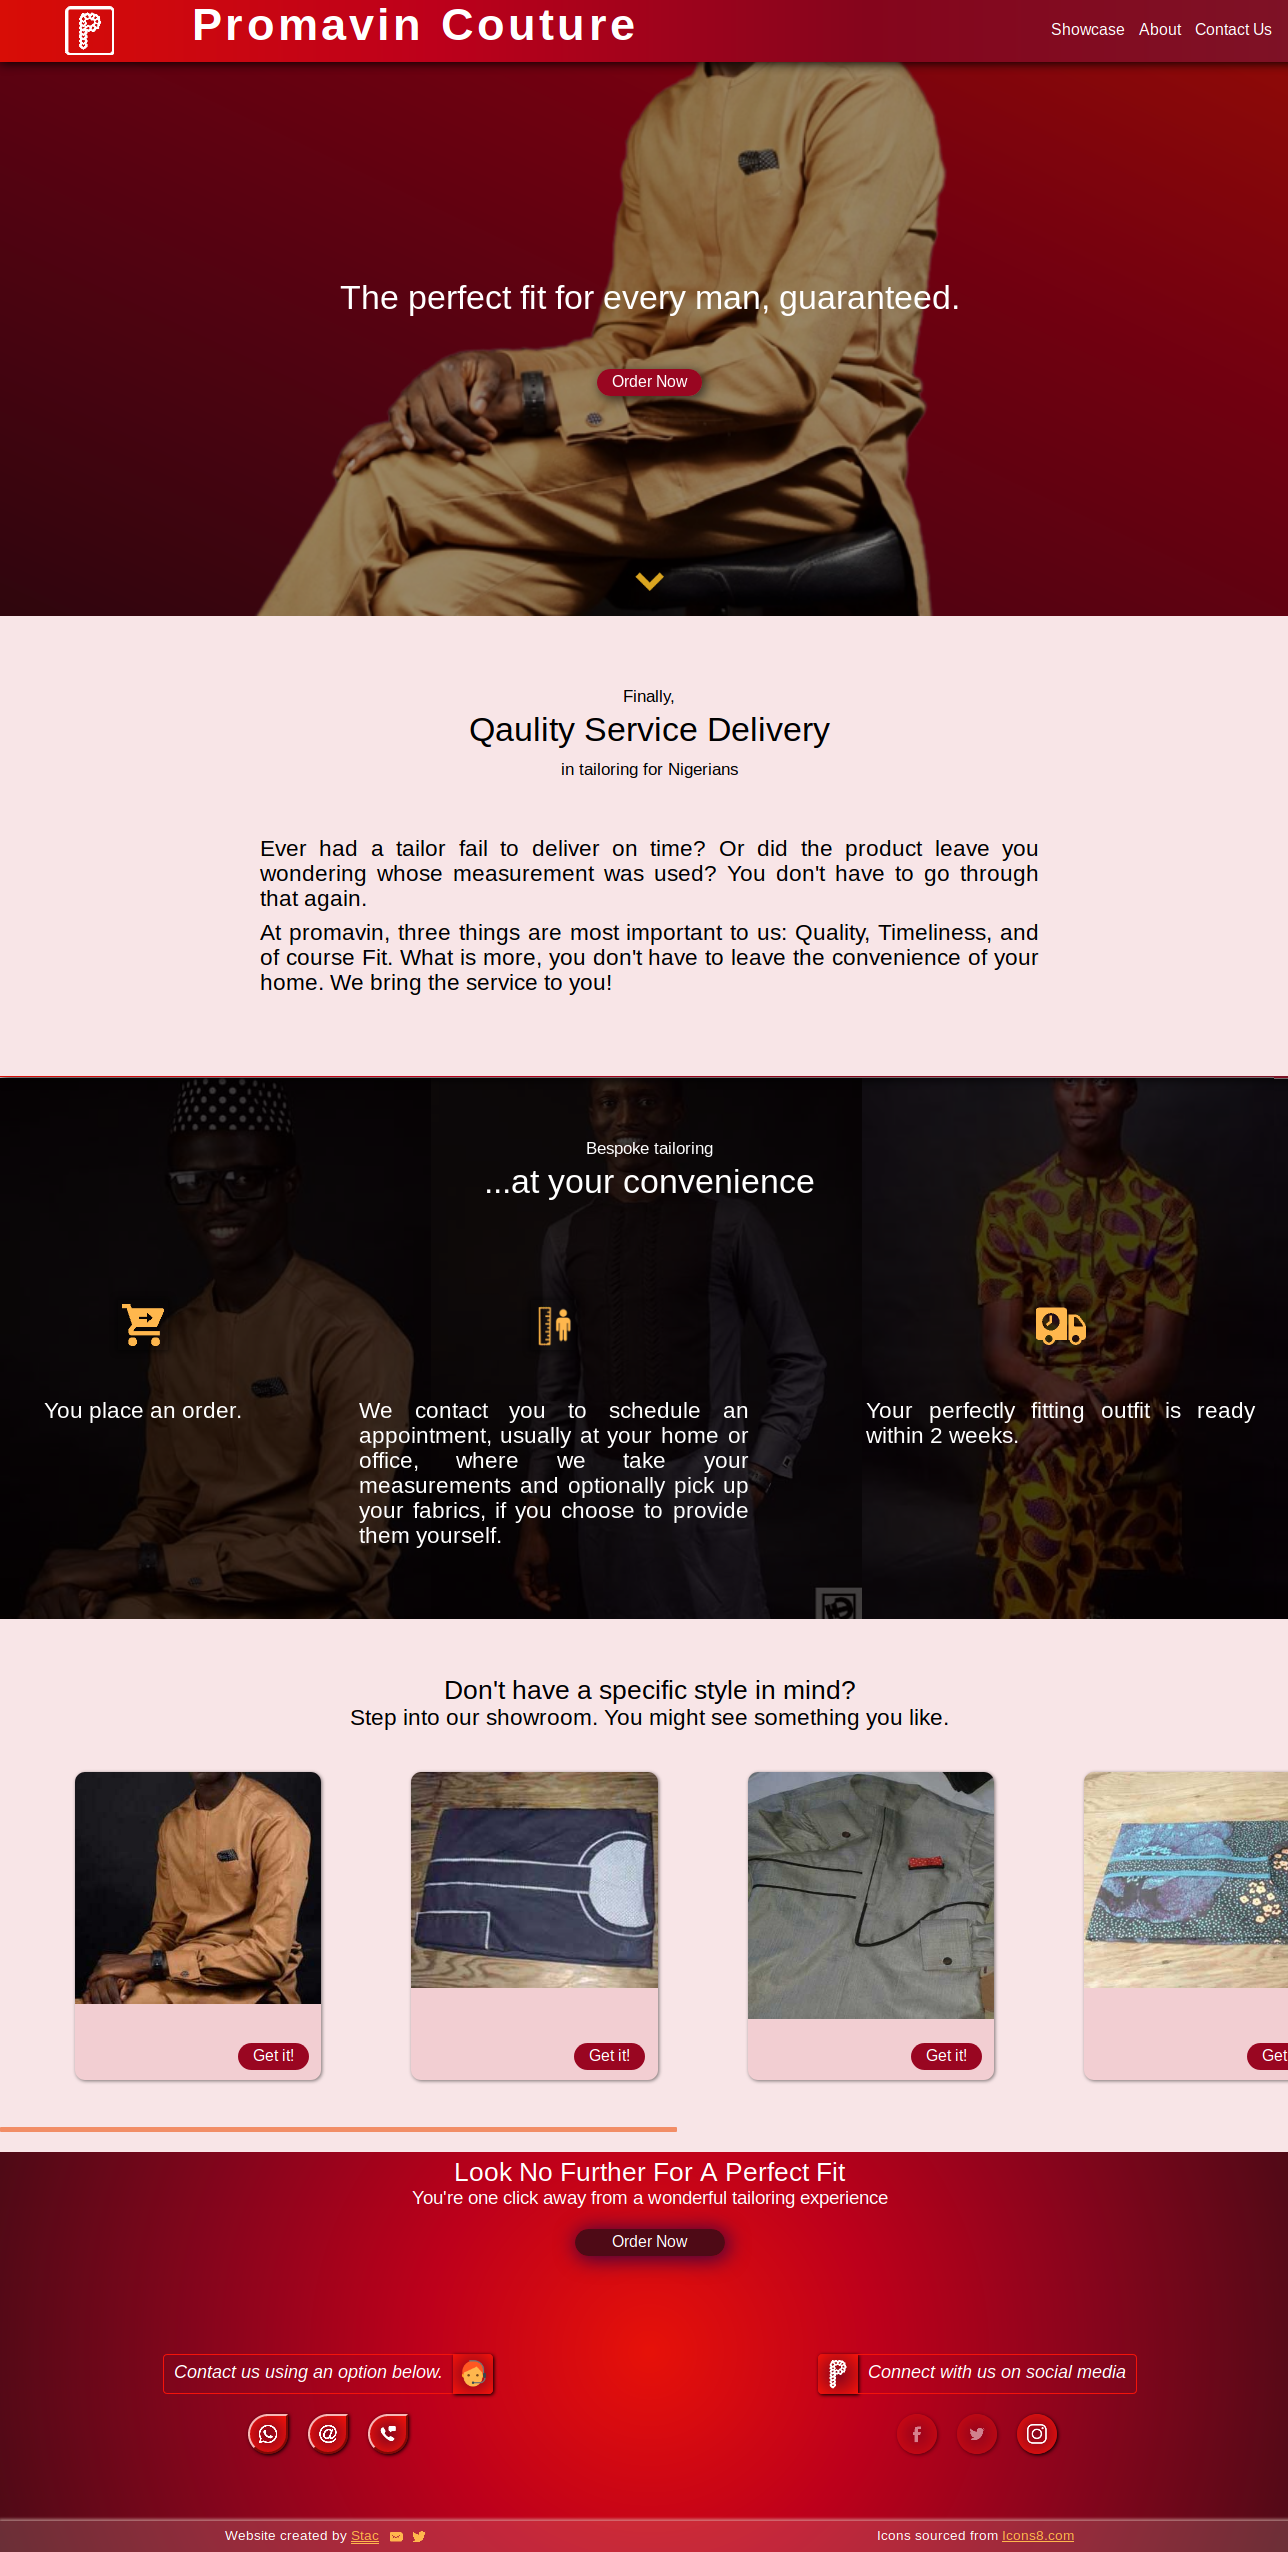 P Promavin Couture Showcase About Contact Us
The perfect fit for every man, guaranteed.
Order Now
Finally,
Qaulity Service Delivery
in tailoring for Nigerians
Ever had a tailor fail to deliver on time? Or did the product leave you
wondering whose measurement was used? You don't have to go through
that again.
At promavin, three things are most important to us: Quality, Timeliness, and
of course Fit. What is more, you don't have to leave the convenience of your
home. We bring the service to you!
Bespoke tailoring
...at your convenience
You place an order.
We contact you to schedule an
appointment, usually at your home or
office, where we take your
measurements and optionally pick up
your fabrics, if you choose to provide
them yourself.
Your perfectly fitting outfit is ready
within 2 weeks.
Don't have a specific style in mind?
Step into our showroom. You might see something you like.
Get it! Get it! Get it! Get
Look No Further For A Perfect Fit
You're one click away from a wonderful tailoring experience
Order Now
Contact us using an option below.
P Connect with us on social media
Website created by Stac Icons sourced from Icons8.com